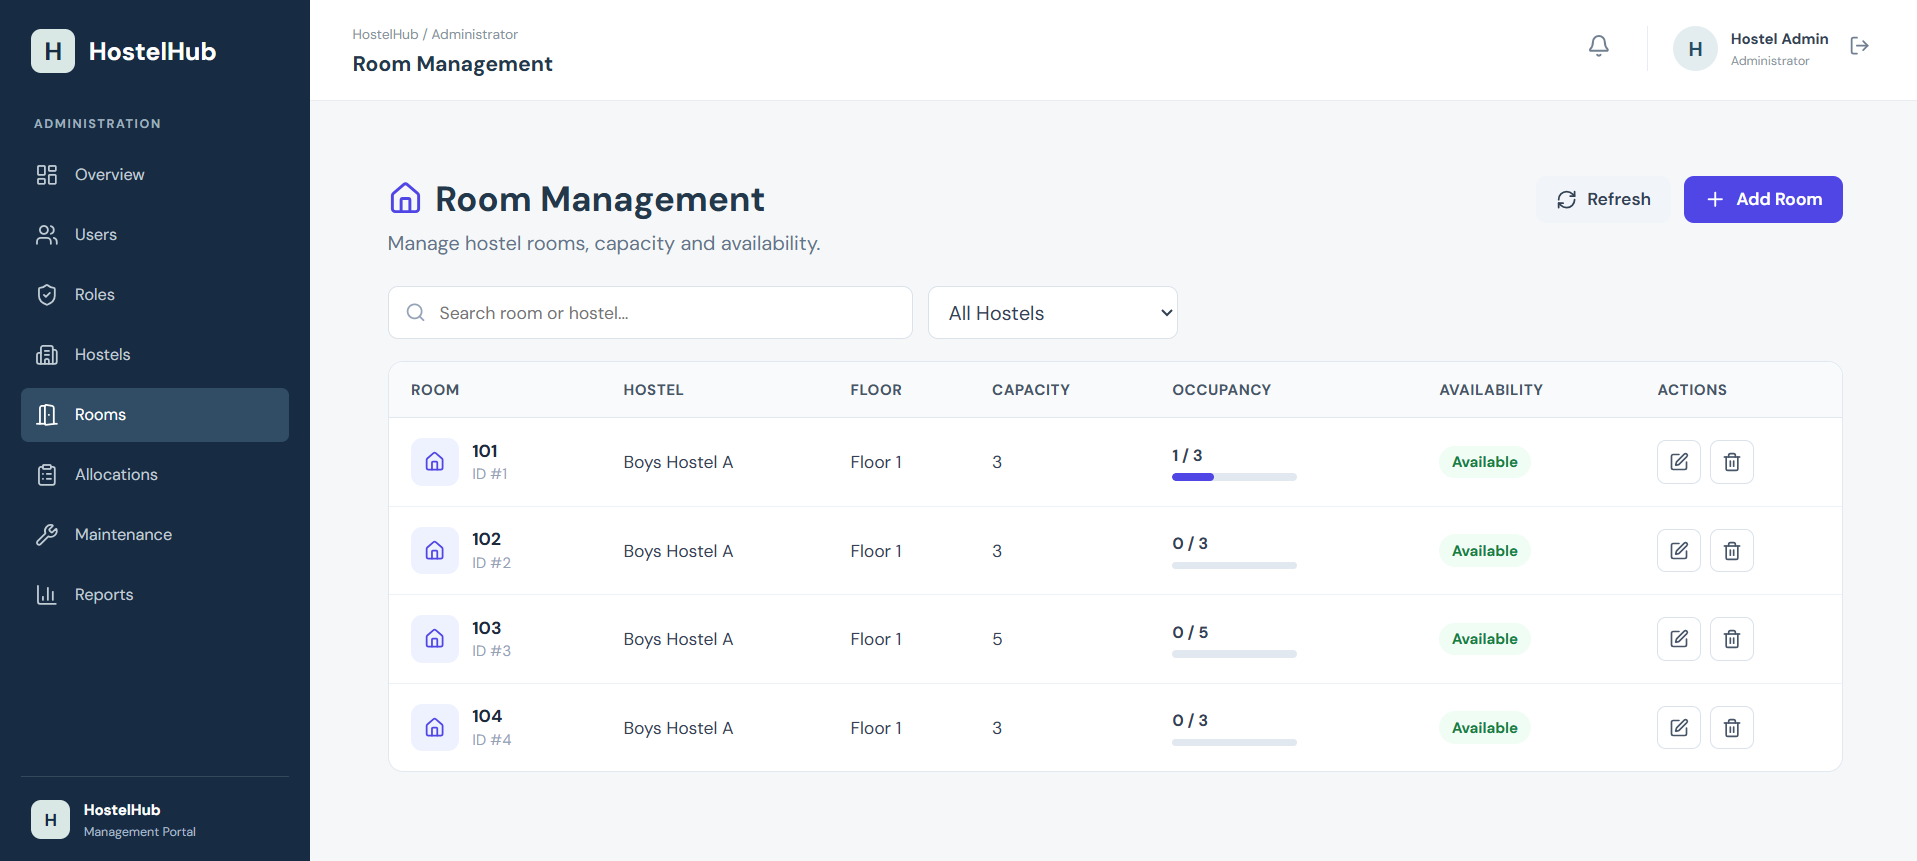 H HostelHub
ADMINISTRATION
Overview
Users
Roles
Hostels
Rooms
Allocations
Maintenance
Reports
H HostelHub
Management Portal
HostelHub / Administrator
Room Management
H Hostel Admin
Administrator
Room Management
Manage hostel rooms, capacity and availability.
Refresh
Add Room
Search room or hostel...
All Hostels
ROOM HOSTEL FLOOR CAPACITY OCCUPANCY AVAILABILITY ACTIONS
101 Boys Hostel A Floor 1 3 1 / 3 Available
ID #1
102 Boys Hostel A Floor 1 3 0 / 3 Available
ID #2
103 Boys Hostel A Floor 1 5 0 / 5 Available
ID #3
104 Boys Hostel A Floor 1 3 0 / 3 Available
ID #4